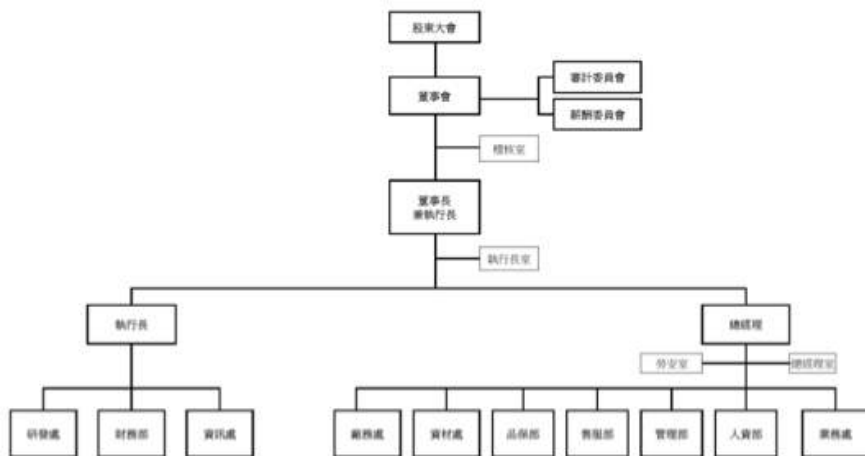 股東大會
董事會
審計委員會
薪酬委員會
稽核室
董事長
兼執行長
執行長室
執行長
總經理
勞安室
總經理室
研發處
財務部
資訊處
廠務處
資材處
品保部
售服部
管理部
人資部
業務處